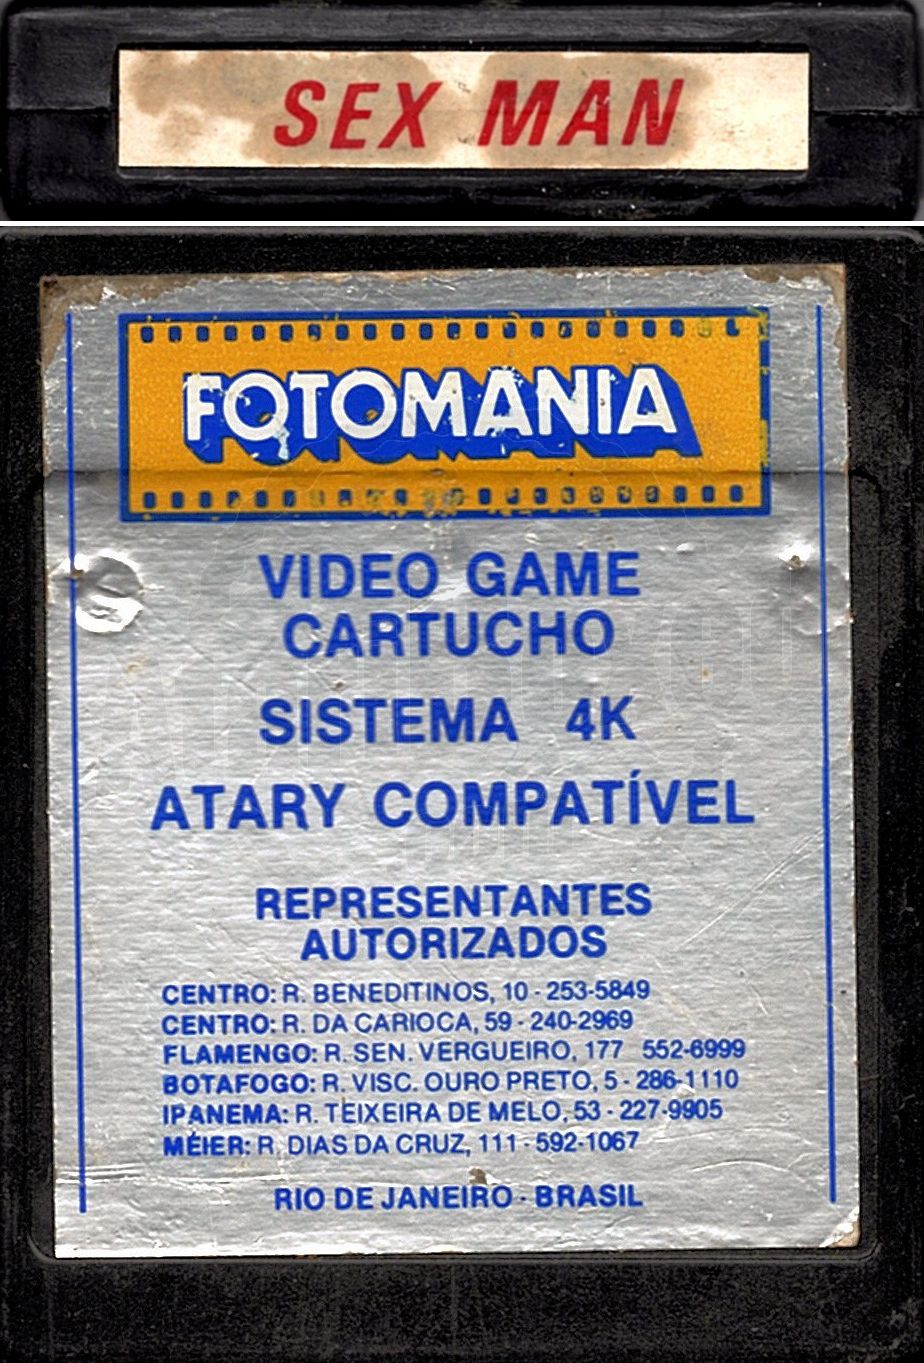 SEX MAN
FOTOMANIA
VIDEO GAME
CARTUCHO
SISTEMA 4K
ATARY COMPATÍVEL
REPRESENTANTES
AUTORIZADOS
CENTRO: R. BENEDITINOS, 10 - 253-5849
CENTRO: R. DA CARIOCA, 59 - 240-2969
FLAMENGO: R. SEN. VERGUEIRO, 177 552-6999
BOTAFOGO: R. VISC. OURO PRETO, 5 - 286-1110
IPANEMA: R. TEIXEIRA DE MELO, 53 - 227-9905
MÉIER: R. DIAS DA CRUZ, 111 - 592-1067
RIO DE JANEIRO - BRASIL